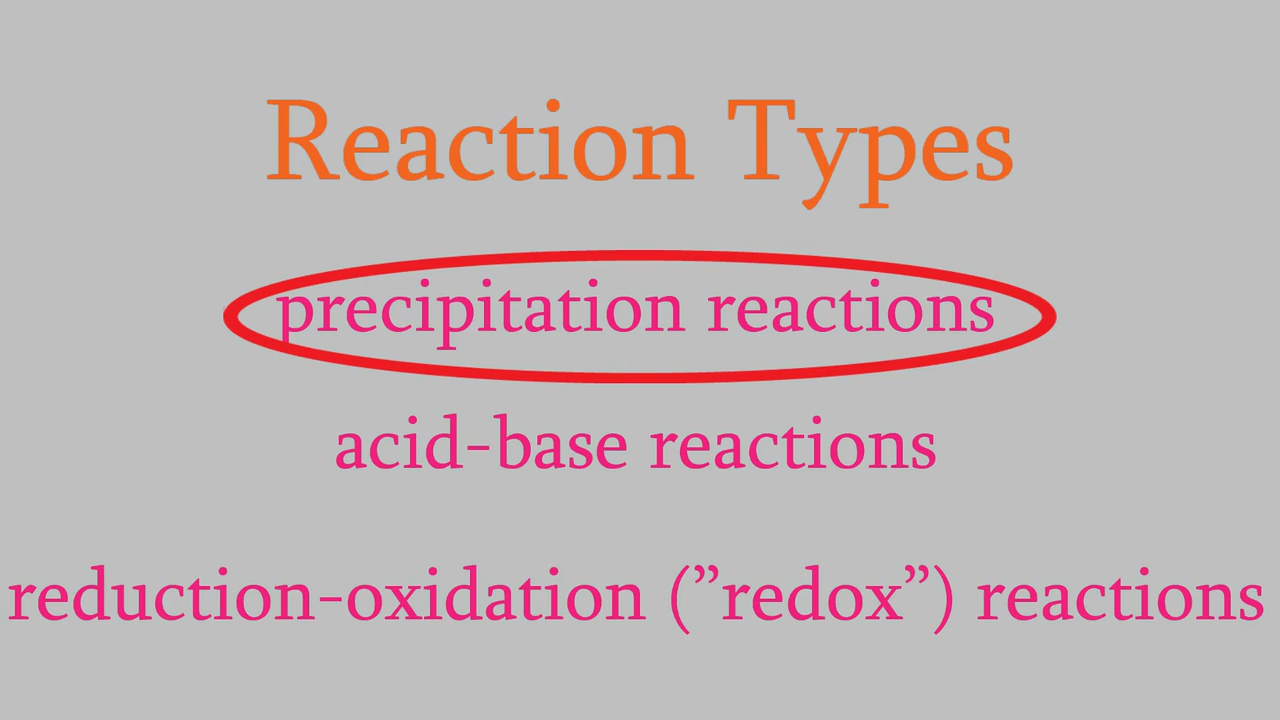 Reaction Types
precipitation reactions
acid-base reactions
reduction-oxidation (”redox”) reactions